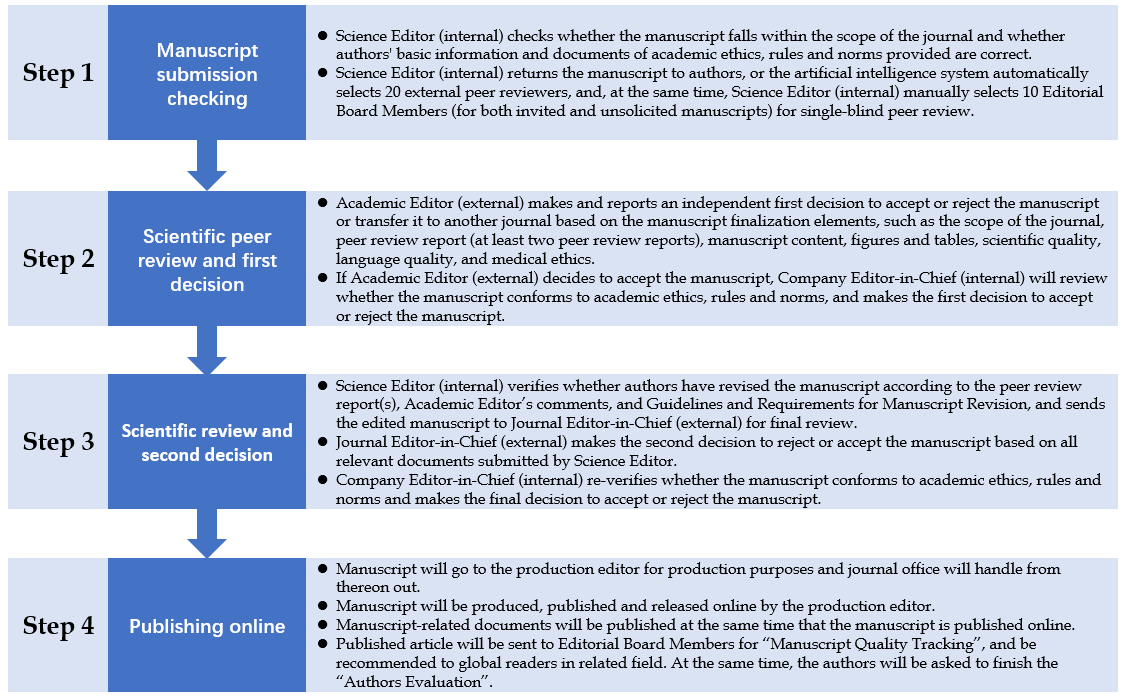 Step 1
Manuscript
submission
checking
● Science Editor (internal) checks whether the manuscript falls within the scope of the journal and whether
authors' basic information and documents of academic ethics, rules and norms provided are correct.
● Science Editor (internal) returns the manuscript to authors, or the artificial intelligence system automatically
selects 20 external peer reviewers, and, at the same time, Science Editor (internal) manually selects 10 Editorial
Board Members (for both invited and unsolicited manuscripts) for single-blind peer review.
Step 2
Scientific peer
review and first
decision
● Academic Editor (external) makes and reports an independent first decision to accept or reject the manuscript
or transfer it to another journal based on the manuscript finalization elements, such as the scope of the journal,
peer review report (at least two peer review reports), manuscript content, figures and tables, scientific quality,
language quality, and medical ethics.
● If Academic Editor (external) decides to accept the manuscript, Company Editor-in-Chief (internal) will review
whether the manuscript conforms to academic ethics, rules and norms, and makes the first decision to accept
or reject the manuscript.
Step 3
Scientific review and
second decision
● Science Editor (internal) verifies whether authors have revised the manuscript according to the peer review
report(s), Academic Editor’s comments, and Guidelines and Requirements for Manuscript Revision, and sends
the edited manuscript to Journal Editor-in-Chief (external) for final review.
● Journal Editor-in-Chief (external) makes the second decision to reject or accept the manuscript based on all
relevant documents submitted by Science Editor.
● Company Editor-in-Chief (internal) re-verifies whether the manuscript conforms to academic ethics, rules and
norms and makes the final decision to accept or reject the manuscript.
Step 4
Publishing online
● Manuscript will go to the production editor for production purposes and journal office will handle from
thereon out.
● Manuscript will be produced, published and released online by the production editor.
● Manuscript-related documents will be published at the same time that the manuscript is published online.
● Published article will be sent to Editorial Board Members for “Manuscript Quality Tracking”, and be
recommended to global readers in related field. At the same time, the authors will be asked to finish the
“Authors Evaluation”.